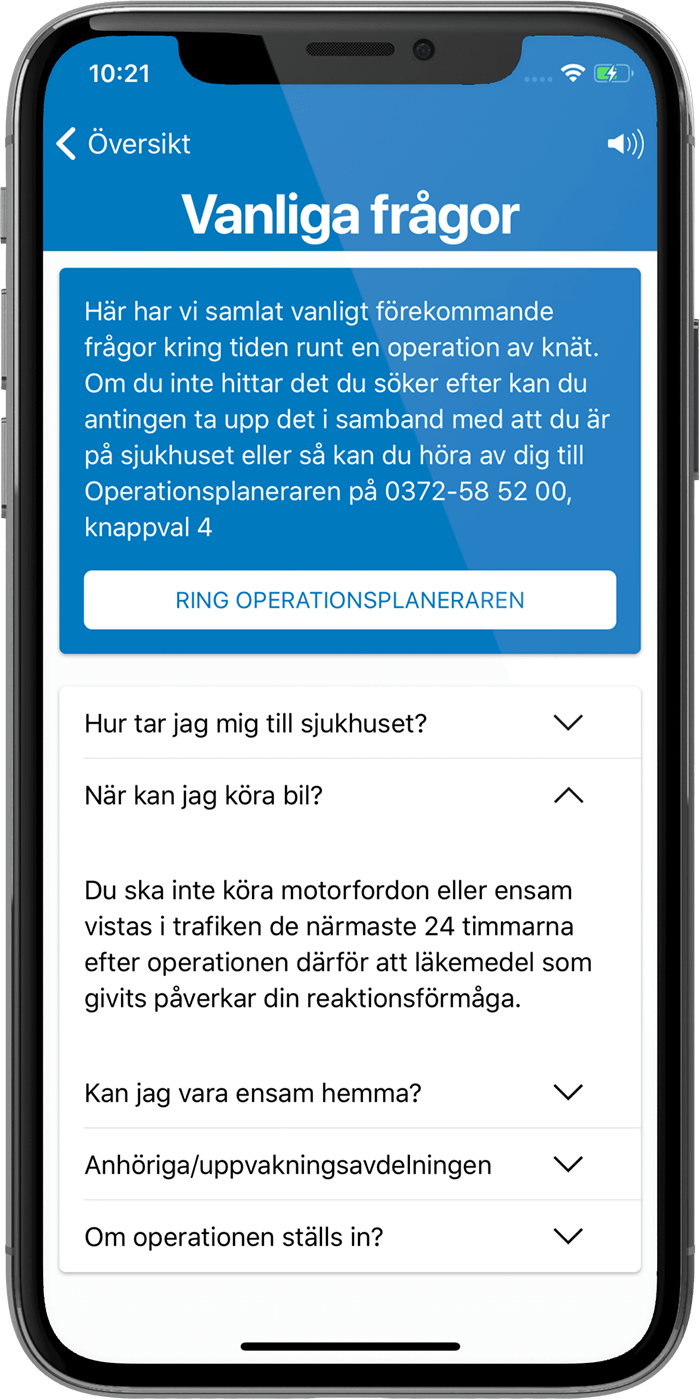 10:21
Översikt
Vanliga frågor
Här har vi samlat vanligt förekommande
frågor kring tiden runt en operation av knät.
Om du inte hittar det du söker efter kan du
antingen ta upp det i samband med att du är
på sjukhuset eller så kan du höra av dig till
Operationsplaneraren på 0372-58 52 00,
knappval 4
RING OPERATIONSPLANERAREN
Hur tar jag mig till sjukhuset?
När kan jag köra bil?
Du ska inte köra motorfordon eller ensam
vistas i trafiken de närmaste 24 timmarna
efter operationen därför att läkemedel som
givits påverkar din reaktionsförmåga.
Kan jag vara ensam hemma?
Anhöriga/uppvakningsavdelningen
Om operationen ställs in?